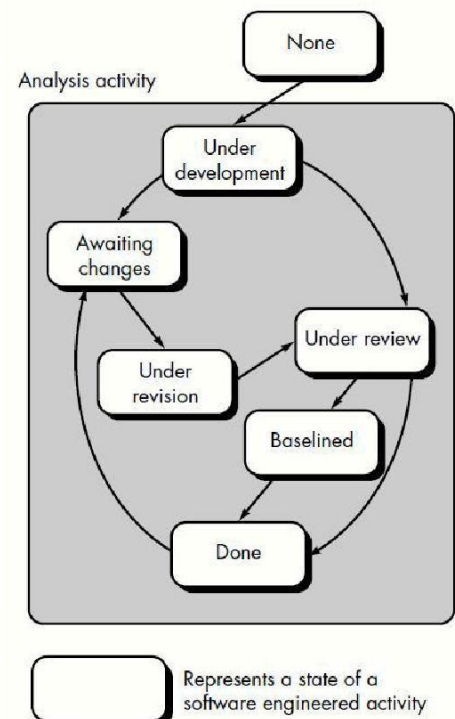 None
Analysis activity
Under
development
Awaiting
changes
Under review
Under
revision
Baselined
Done
Represents a state of a
software engineered activity